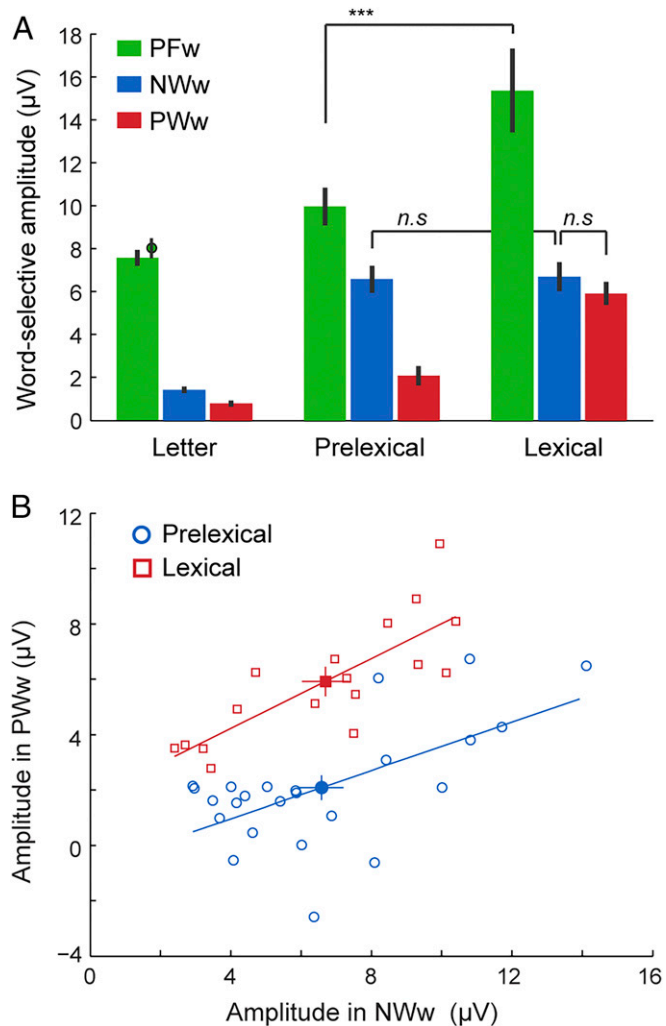 A
Word-selective amplitude (μV)
18
16
14
12
10
8
6
4
2
0
PFw
NWw
PWw
***
n.s
n.s
Letter Prelexical Lexical
B
Amplitude in PWw (μV)
12
8
4
0
−4
Prelexical
Lexical
0 4 8 12 16
Amplitude in NWw (μV)